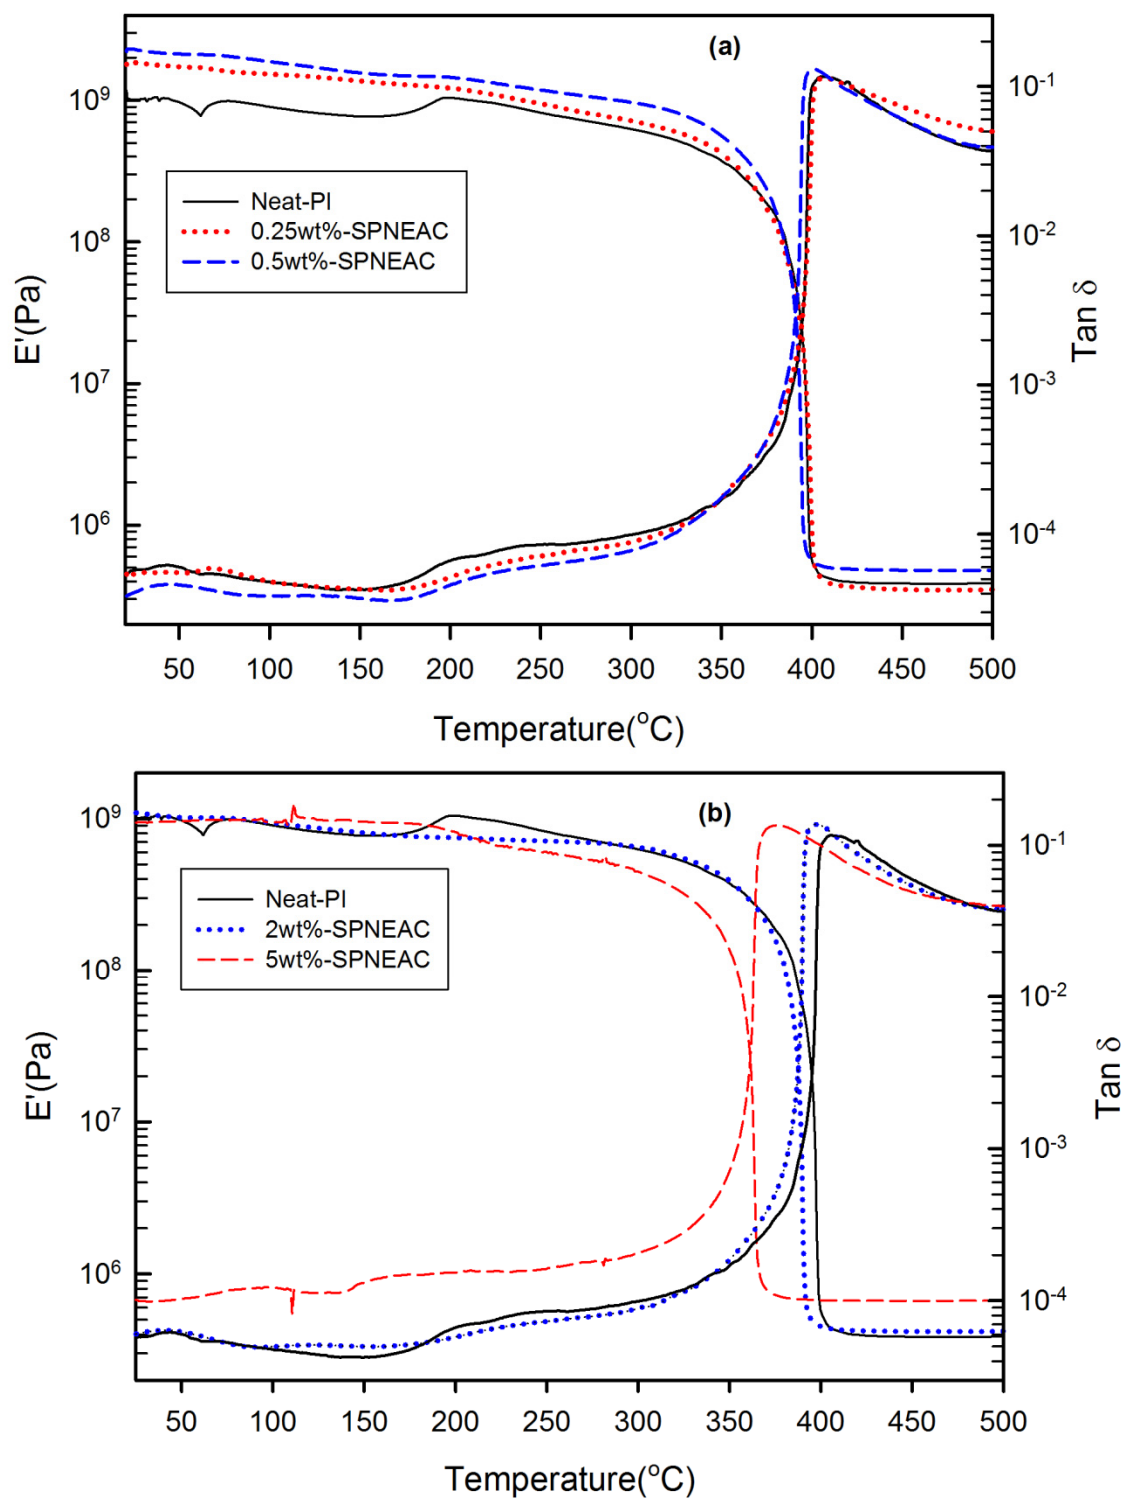 (a)
10⁹
10⁸
10⁷
10⁶
E'(Pa)
Neat-PI
0.25wt%-SPNEAC
0.5wt%-SPNEAC
10⁻¹
10⁻²
10⁻³
10⁻⁴
Tan δ
50 100 150 200 250 300 350 400 450 500
Temperature(°C)
(b)
10⁹
10⁸
10⁷
10⁶
E'(Pa)
Neat-PI
2wt%-SPNEAC
5wt%-SPNEAC
10⁻¹
10⁻²
10⁻³
10⁻⁴
Tan δ
50 100 150 200 250 300 350 400 450 500
Temperature(°C)